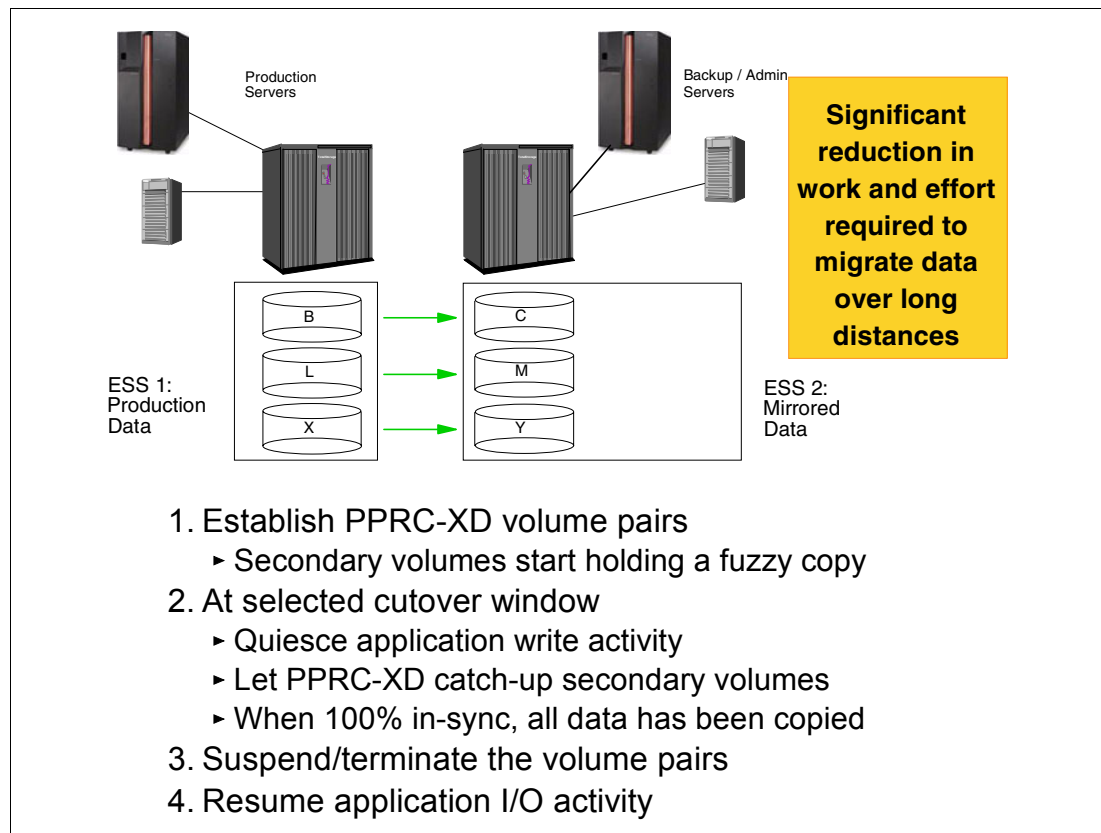 Production
Servers
Backup / Admin
Servers
Significant
reduction in
work and effort
required to
migrate data
over long
distances
B
C
L
M
X
Y
ESS 1:
Production
Data
ESS 2:
Mirrored
Data
1. Establish PPRC-XD volume pairs
► Secondary volumes start holding a fuzzy copy
2. At selected cutover window
► Quiesce application write activity
► Let PPRC-XD catch-up secondary volumes
► When 100% in-sync, all data has been copied
3. Suspend/terminate the volume pairs
4. Resume application I/O activity